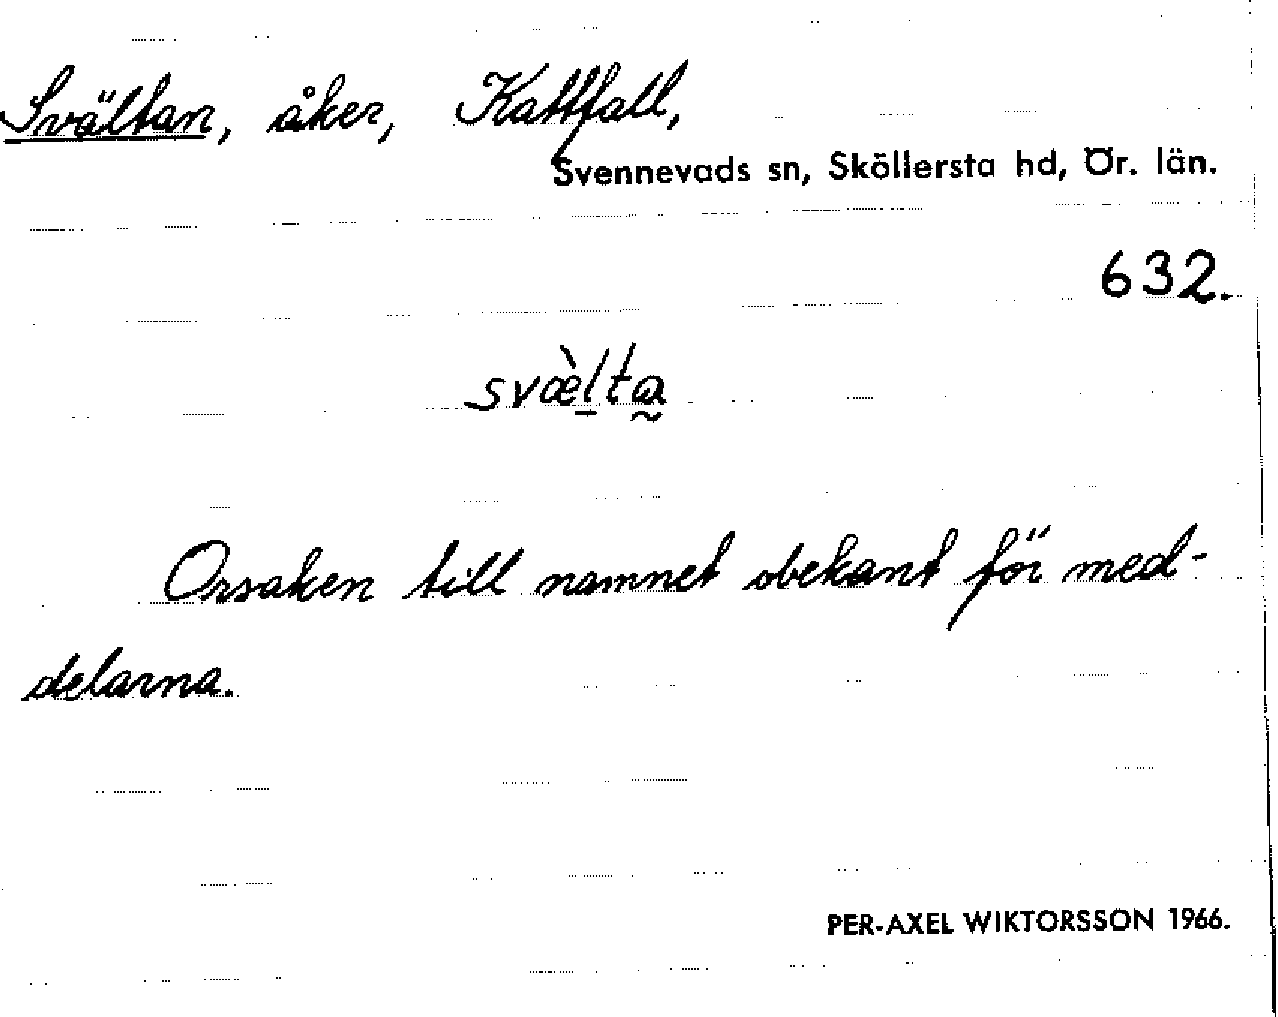 Svältan, åker, Kattfall,
Svennevads sn, Sköllersta hd, Ör. län.
632.
svæ̀lta̰
Orsaken till namnet obekant för med-
delarna.
PER-AXEL WIKTORSSON 1966.